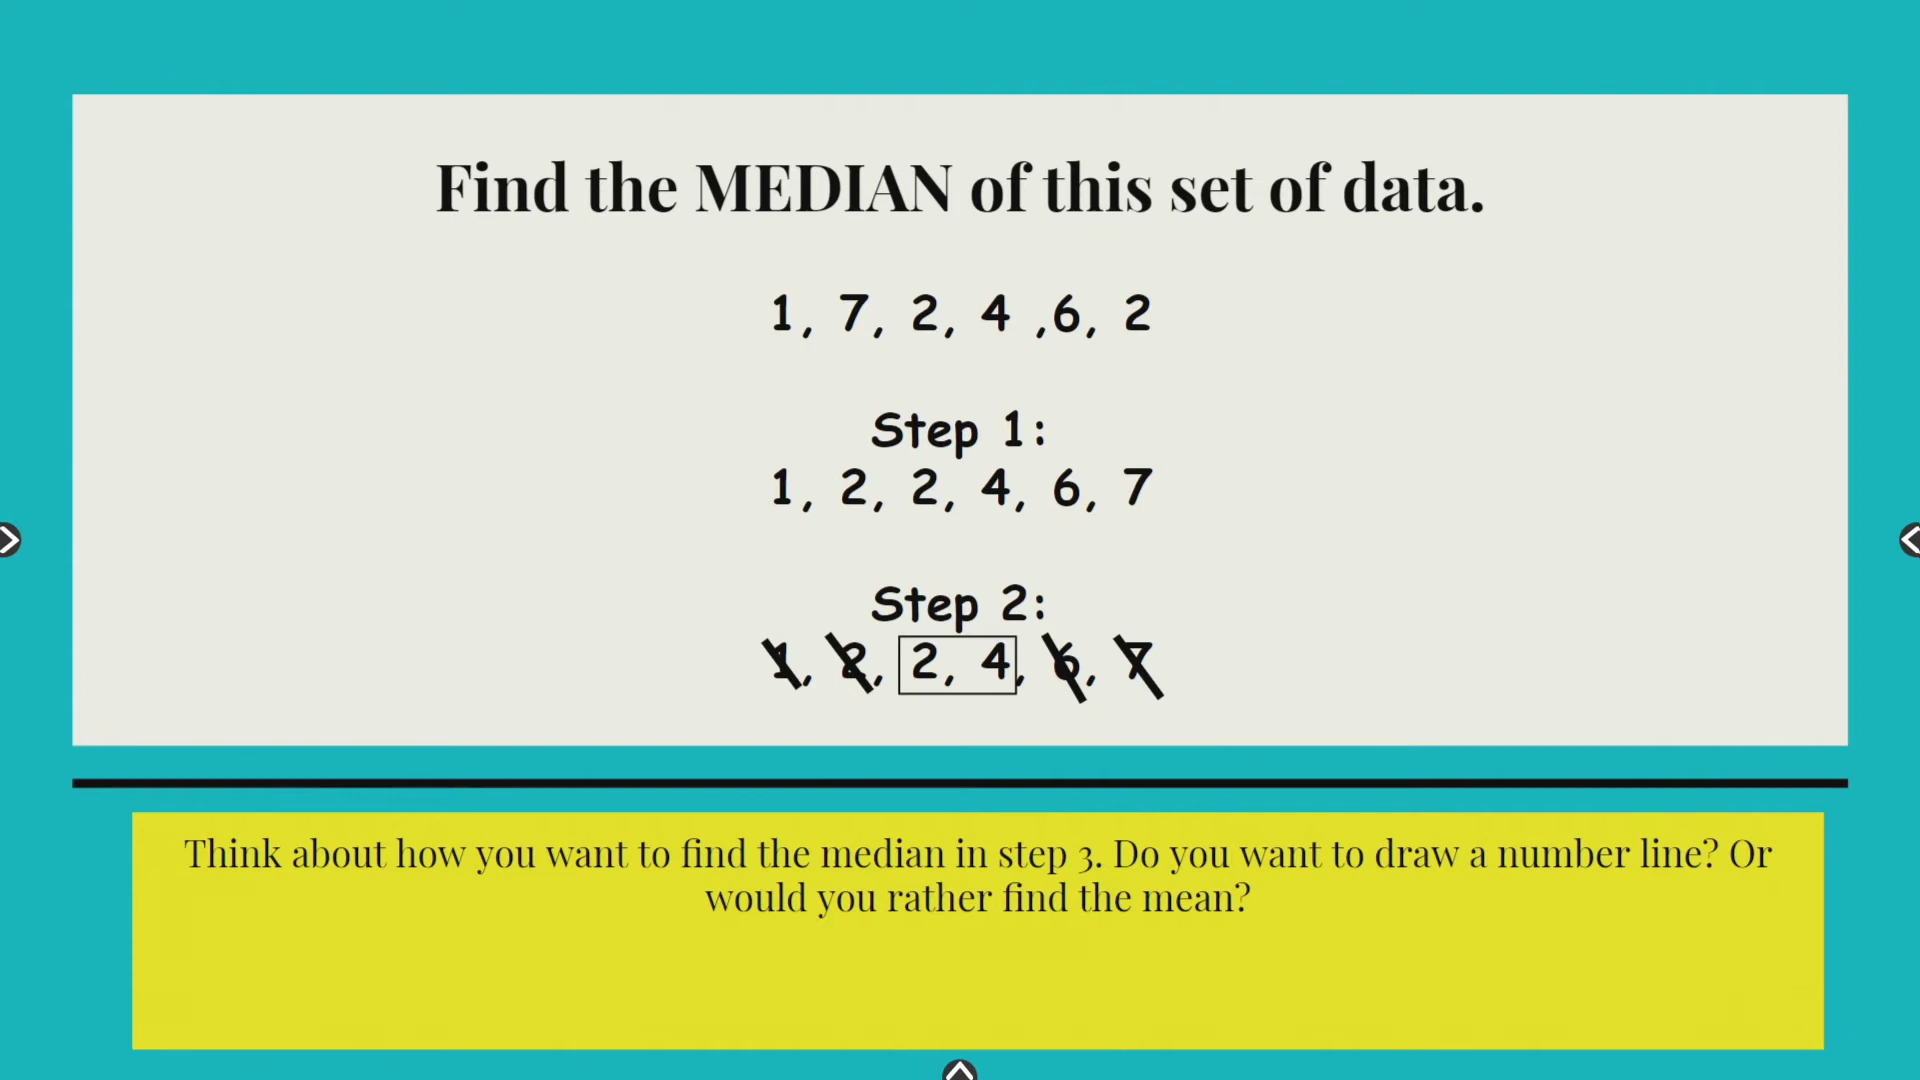 Find the MEDIAN of this set of data.
1, 7, 2, 4 ,6, 2
Step 1:
1, 2, 2, 4, 6, 7
Step 2:
1, 2, 2, 4, 6, 7
Think about how you want to find the median in step 3. Do you want to draw a number line? Or
would you rather find the mean?